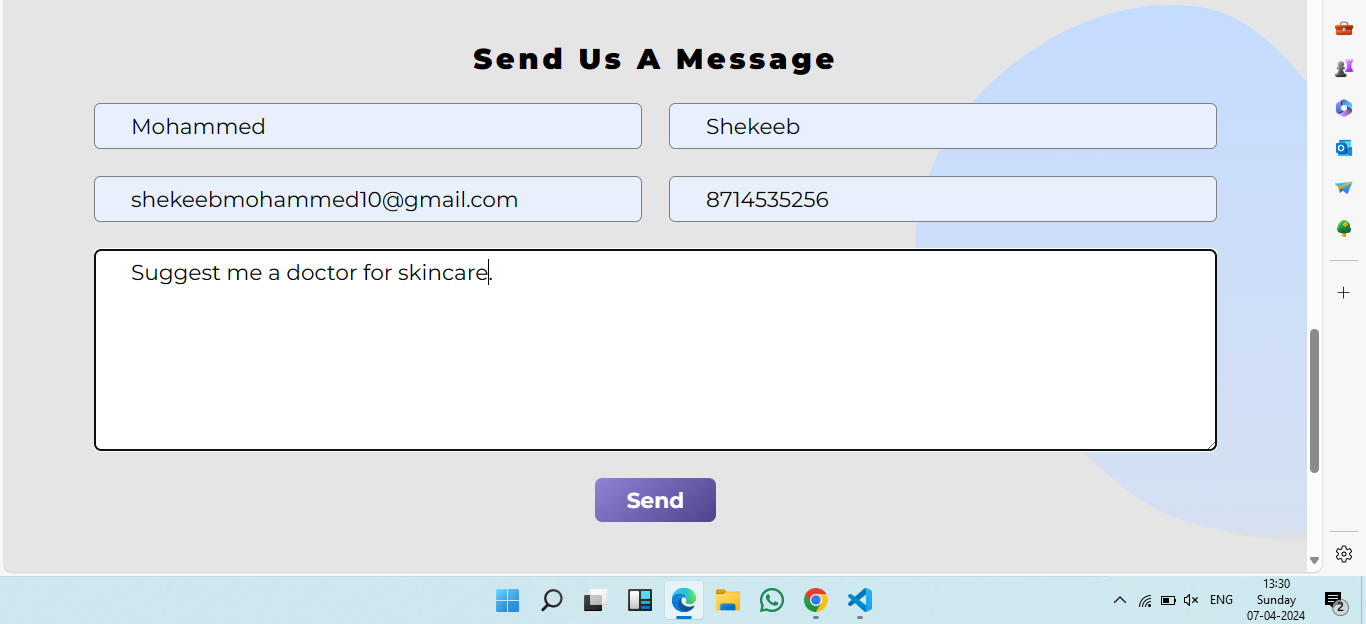 Send Us A Message
Mohammed
Shekeeb
shekeebmohammed10@gmail.com
8714535256
Suggest me a doctor for skincare.
Send
13:30
ENG
Sunday
07-04-2024
2